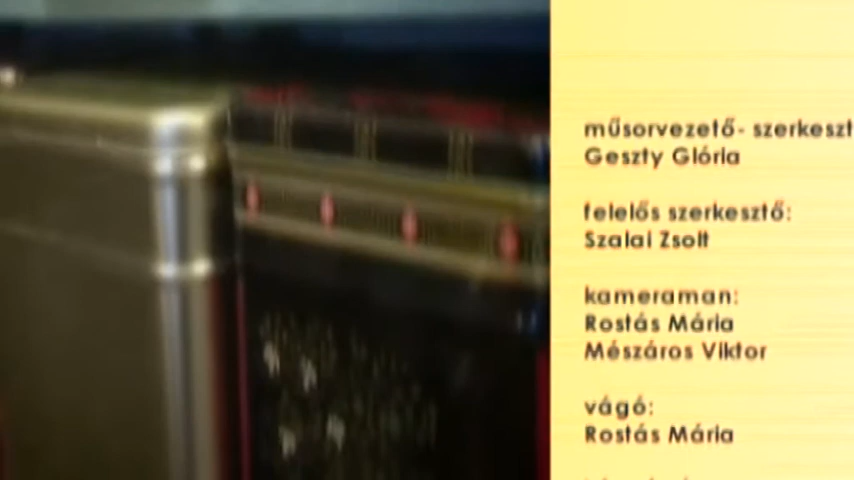 műsorvezető- szerkeszt
Geszty Glória
felelős szerkesztő:
Szalai Zsolt
kameraman:
Rostás Mária
Mészáros Viktor
vágó:
Rostás Mária